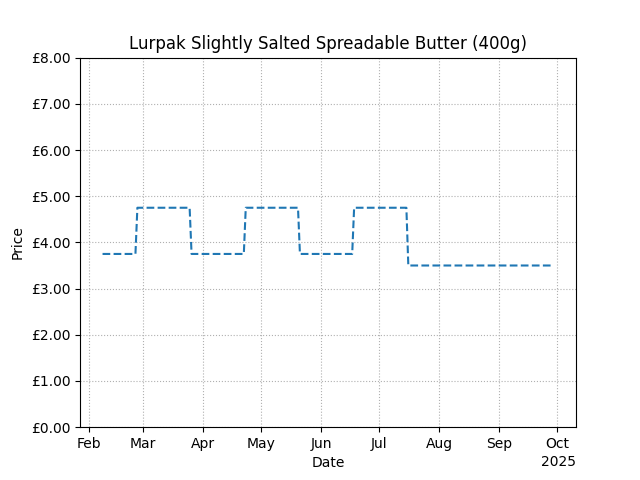 Lurpak Slightly Salted Spreadable Butter (400g)
£8.00
£7.00
£6.00
£5.00
£4.00
£3.00
£2.00
£1.00
£0.00
Price
Feb Mar Apr May Jun Jul Aug Sep Oct
2025
Date